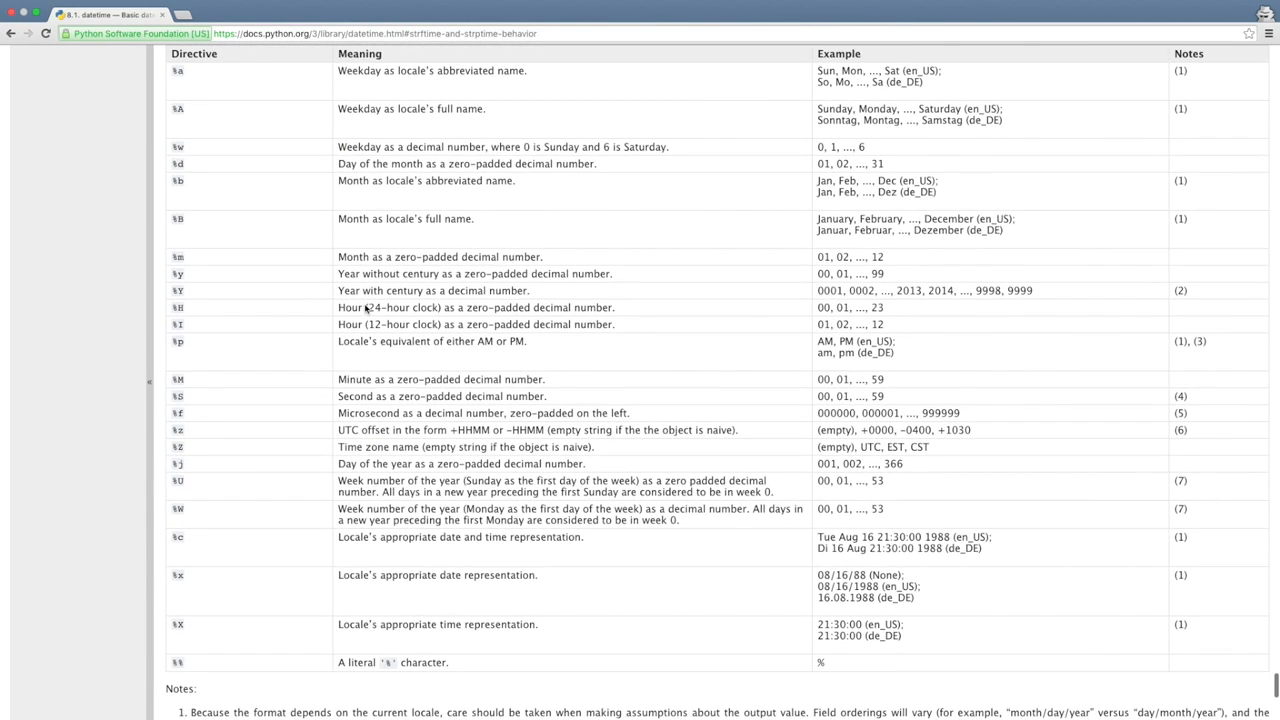 8.1. datetime — Basic dat
Python Software Foundation [US] https://docs.python.org/3/library/datetime.html#strftime-and-strptime-behavior
Directive Meaning Example Notes
%a Weekday as locale's abbreviated name. Sun, Mon, ..., Sat (en_US); (1)
So, Mo, ..., Sa (de_DE)
%A Weekday as locale's full name. Sunday, Monday, ..., Saturday (en_US); (1)
Sonntag, Montag, ..., Samstag (de_DE)
%w Weekday as a decimal number, where 0 is Sunday and 6 is Saturday. 0, 1, ..., 6
%d Day of the month as a zero-padded decimal number. 01, 02, ..., 31
%b Month as locale's abbreviated name. Jan, Feb, ..., Dec (en_US); (1)
Jan, Feb, ..., Dez (de_DE)
%B Month as locale's full name. January, February, ..., December (en_US); (1)
Januar, Februar, ..., Dezember (de_DE)
%m Month as a zero-padded decimal number. 01, 02, ..., 12
%y Year without century as a zero-padded decimal number. 00, 01, ..., 99
%Y Year with century as a decimal number. 0001, 0002, ..., 2013, 2014, ..., 9998, 9999 (2)
%H Hour (24-hour clock) as a zero-padded decimal number. 00, 01, ..., 23
%I Hour (12-hour clock) as a zero-padded decimal number. 01, 02, ..., 12
%p Locale's equivalent of either AM or PM. AM, PM (en_US); (1), (3)
am, pm (de_DE)
%M Minute as a zero-padded decimal number. 00, 01, ..., 59
%S Second as a zero-padded decimal number. 00, 01, ..., 59 (4)
%f Microsecond as a decimal number, zero-padded on the left. 000000, 000001, ..., 999999 (5)
%z UTC offset in the form +HHMM or -HHMM (empty string if the the object is naive). (empty), +0000, -0400, +1030 (6)
%Z Time zone name (empty string if the object is naive). (empty), UTC, EST, CST
%j Day of the year as a zero-padded decimal number. 001, 002, ..., 366
%U Week number of the year (Sunday as the first day of the week) as a zero padded decimal 00, 01, ..., 53 (7)
number. All days in a new year preceding the first Sunday are considered to be in week 0.
%W Week number of the year (Monday as the first day of the week) as a decimal number. All days in 00, 01, ..., 53 (7)
a new year preceding the first Monday are considered to be in week 0.
%c Locale's appropriate date and time representation. Tue Aug 16 21:30:00 1988 (en_US); (1)
Di 16 Aug 21:30:00 1988 (de_DE)
%x Locale's appropriate date representation. 08/16/88 (None); (1)
08/16/1988 (en_US);
16.08.1988 (de_DE)
%X Locale's appropriate time representation. 21:30:00 (en_US); (1)
21:30:00 (de_DE)
%% A literal '%' character. %
«
Notes:
1. Because the format depends on the current locale, care should be taken when making assumptions about the output value. Field orderings will vary (for example, "month/day/year" versus "day/month/year"), and the